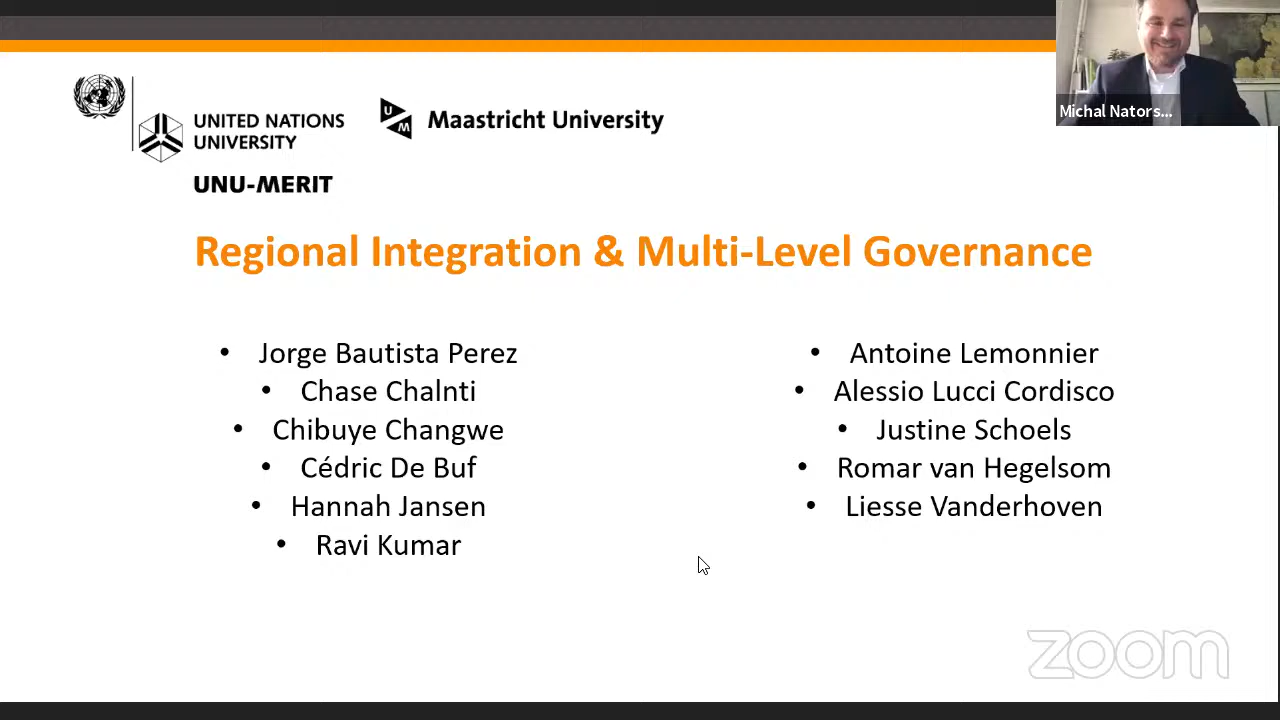 Michal Nators...
UNITED NATIONS
UNIVERSITY
UNU-MERIT
U
M
Maastricht University
Regional Integration & Multi-Level Governance
• Jorge Bautista Perez
• Chase Chalnti
• Chibuye Changwe
• Cédric De Buf
• Hannah Jansen
• Ravi Kumar
• Antoine Lemonnier
• Alessio Lucci Cordisco
• Justine Schoels
• Romar van Hegelsom
• Liesse Vanderhoven
zoom